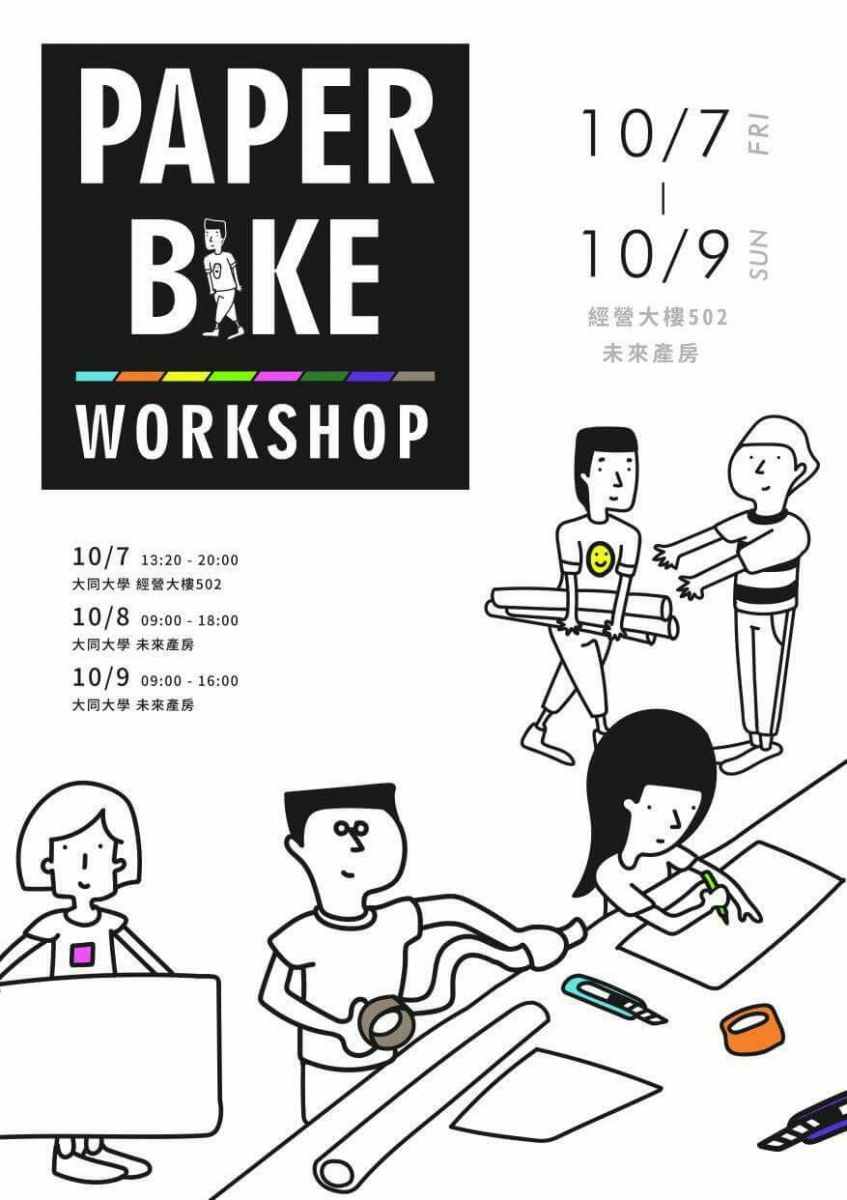 PAPER
BIKE
WORKSHOP
10/7 FRI
|
10/9 SUN
經營大樓502
未來產房
10/7 13:20 - 20:00
大同大學 經營大樓502
10/8 09:00 - 18:00
大同大學 未來產房
10/9 09:00 - 16:00
大同大學 未來產房